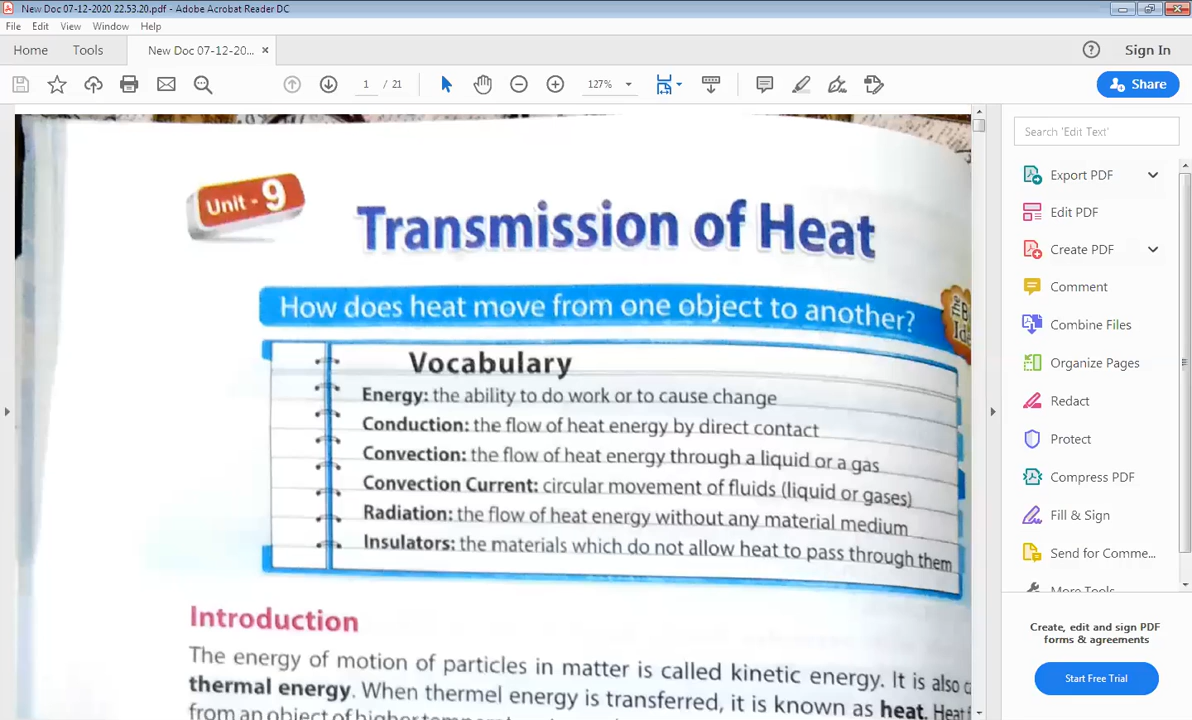 New Doc 07-12-2020 22.53.20.pdf - Adobe Acrobat Reader DC
File Edit View Window Help
Home Tools New Doc 07-12-20... × Sign In
1 / 21 127% Share
Search 'Edit Text'
Export PDF
Edit PDF
Create PDF
Comment
Combine Files
Organize Pages
Redact
Protect
Compress PDF
Fill & Sign
Send for Comme...
More Tools
Create, edit and sign PDF
forms & agreements
Start Free Trial
Unit - 9
Transmission of Heat
How does heat move from one object to another?
Vocabulary
Energy: the ability to do work or to cause change
Conduction: the flow of heat energy by direct contact
Convection: the flow of heat energy through a liquid or a gas
Convection Current: circular movement of fluids (liquid or gases)
Radiation: the flow of heat energy without any material medium
Insulators: the materials which do not allow heat to pass through them
Introduction
The energy of motion of particles in matter is called kinetic energy. It is also
thermal energy. When thermel energy is transferred, it is known as heat. Heat
from an object of higher